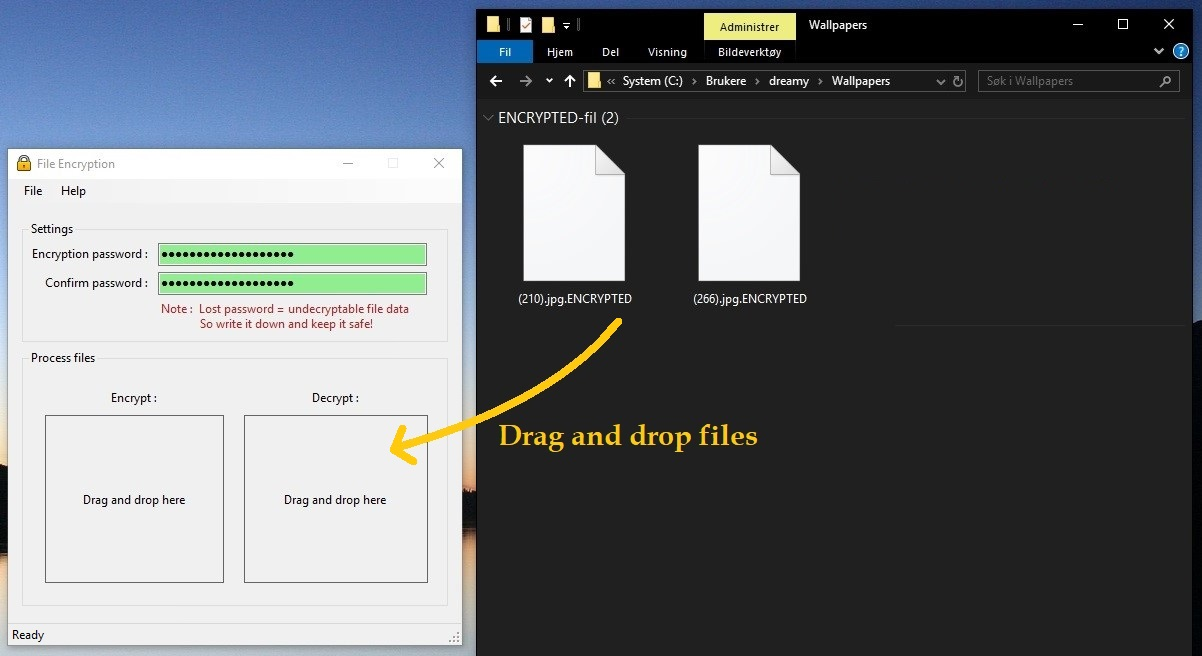 File Encryption
File Help
Settings
Encryption password :
●●●●●●●●●●●●●●●●●●●
Confirm password :
●●●●●●●●●●●●●●●●●●●
Note : Lost password = undecryptable file data
So write it down and keep it safe!
Process files
Encrypt :
Decrypt :
Drag and drop here
Drag and drop here
Ready
Administrer
Wallpapers
Fil Hjem Del Visning Bildeverktøy
?
« System (C:) › Brukere › dreamy › Wallpapers
Søk i Wallpapers
ENCRYPTED-fil (2)
(210).jpg.ENCRYPTED
(266).jpg.ENCRYPTED
Drag and drop files